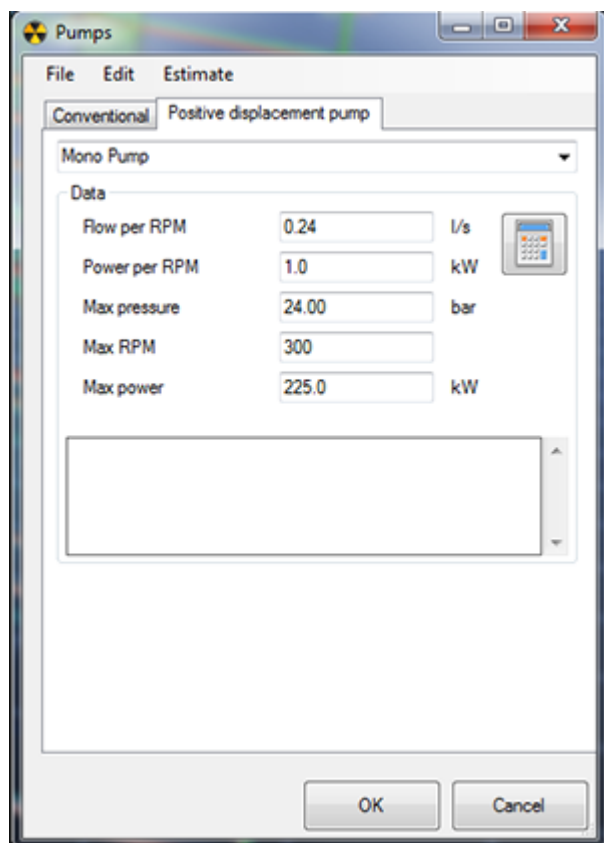 Pumps
File Edit Estimate
Conventional Positive displacement pump
Mono Pump
Data
Flow per RPM 0.24 l/s
Power per RPM 1.0 kW
Max pressure 24.00 bar
Max RPM 300
Max power 225.0 kW
OK Cancel